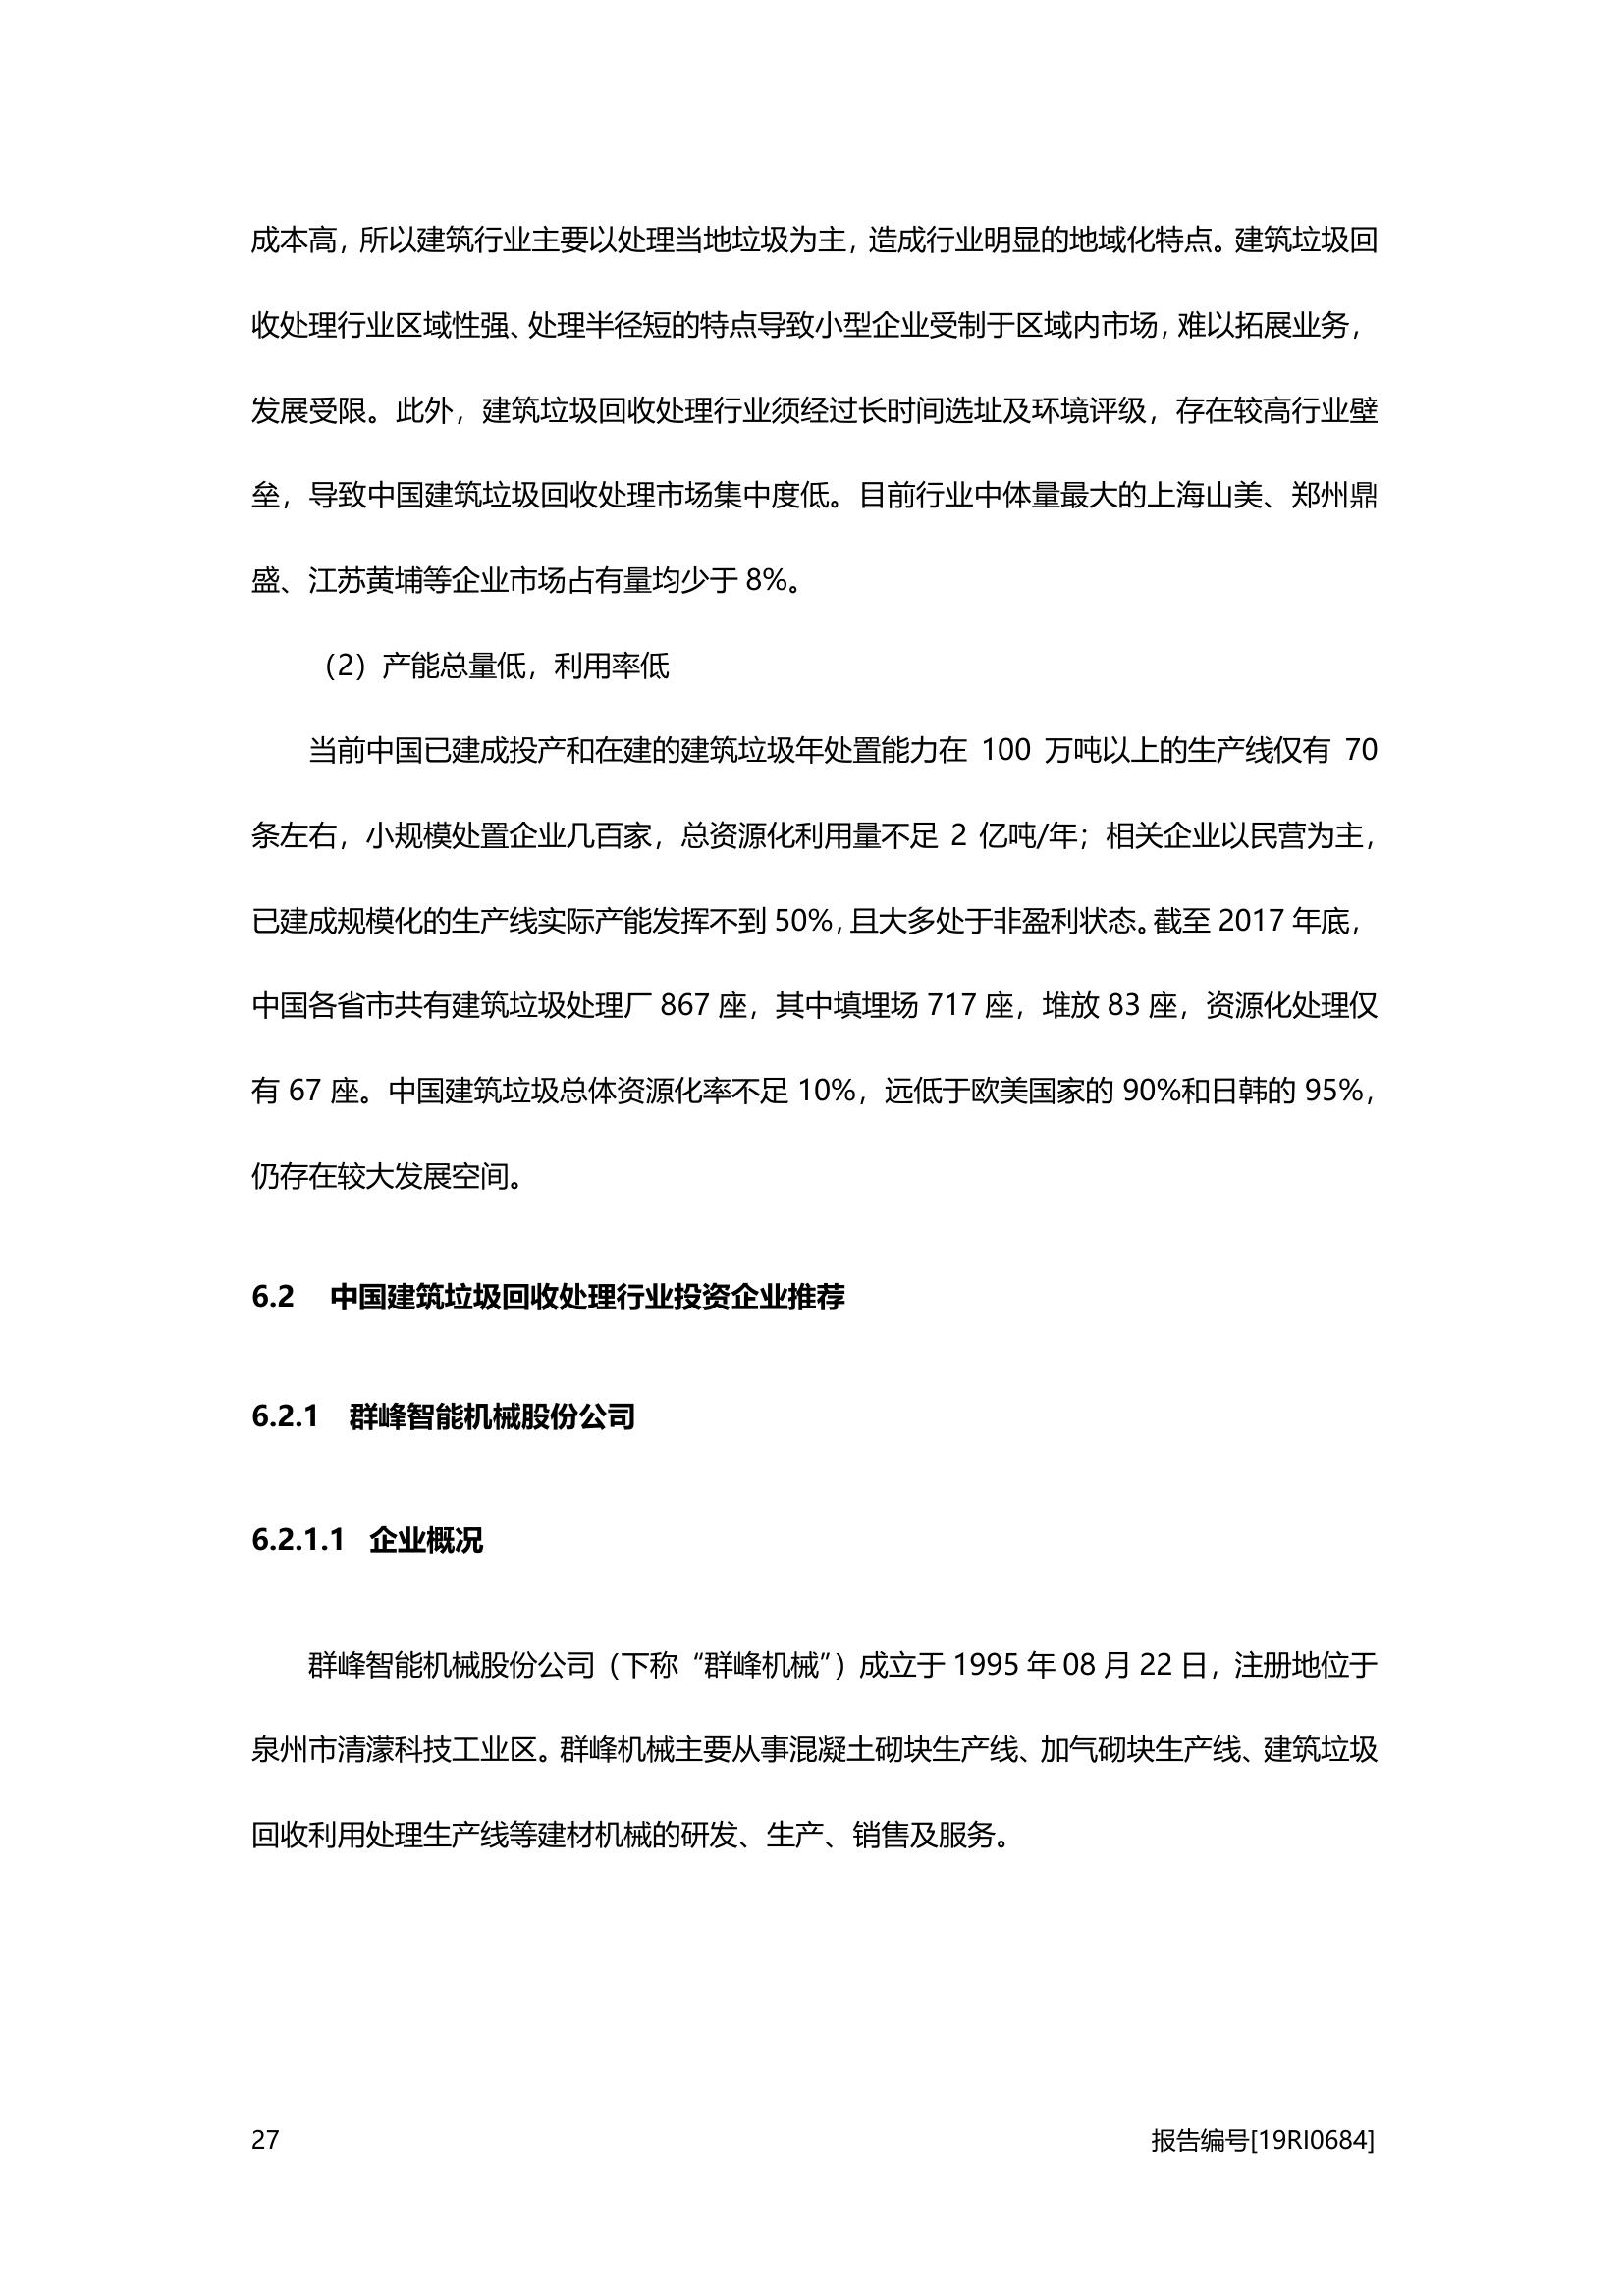 成本高，所以建筑行业主要以处理当地垃圾为主，造成行业明显的地域化特点。建筑垃圾回
收处理行业区域性强、处理半径短的特点导致小型企业受制于区域内市场，难以拓展业务，
发展受限。此外，建筑垃圾回收处理行业须经过长时间选址及环境评级，存在较高行业壁
垒，导致中国建筑垃圾回收处理市场集中度低。目前行业中体量最大的上海山美、郑州鼎
盛、江苏黄埔等企业市场占有量均少于 8%。
（2）产能总量低，利用率低
当前中国已建成投产和在建的建筑垃圾年处置能力在 100 万吨以上的生产线仅有 70
条左右，小规模处置企业几百家，总资源化利用量不足 2 亿吨/年；相关企业以民营为主，
已建成规模化的生产线实际产能发挥不到 50%，且大多处于非盈利状态。截至 2017 年底，
中国各省市共有建筑垃圾处理厂 867 座，其中填埋场 717 座，堆放 83 座，资源化处理仅
有 67 座。中国建筑垃圾总体资源化率不足 10%，远低于欧美国家的 90%和日韩的 95%，
仍存在较大发展空间。
6.2 中国建筑垃圾回收处理行业投资企业推荐
6.2.1 群峰智能机械股份公司
6.2.1.1 企业概况
群峰智能机械股份公司（下称“群峰机械”）成立于 1995 年 08 月 22 日，注册地位于
泉州市清濛科技工业区。群峰机械主要从事混凝土砌块生产线、加气砌块生产线、建筑垃圾
回收利用处理生产线等建材机械的研发、生产、销售及服务。
27 报告编号[19RI0684]